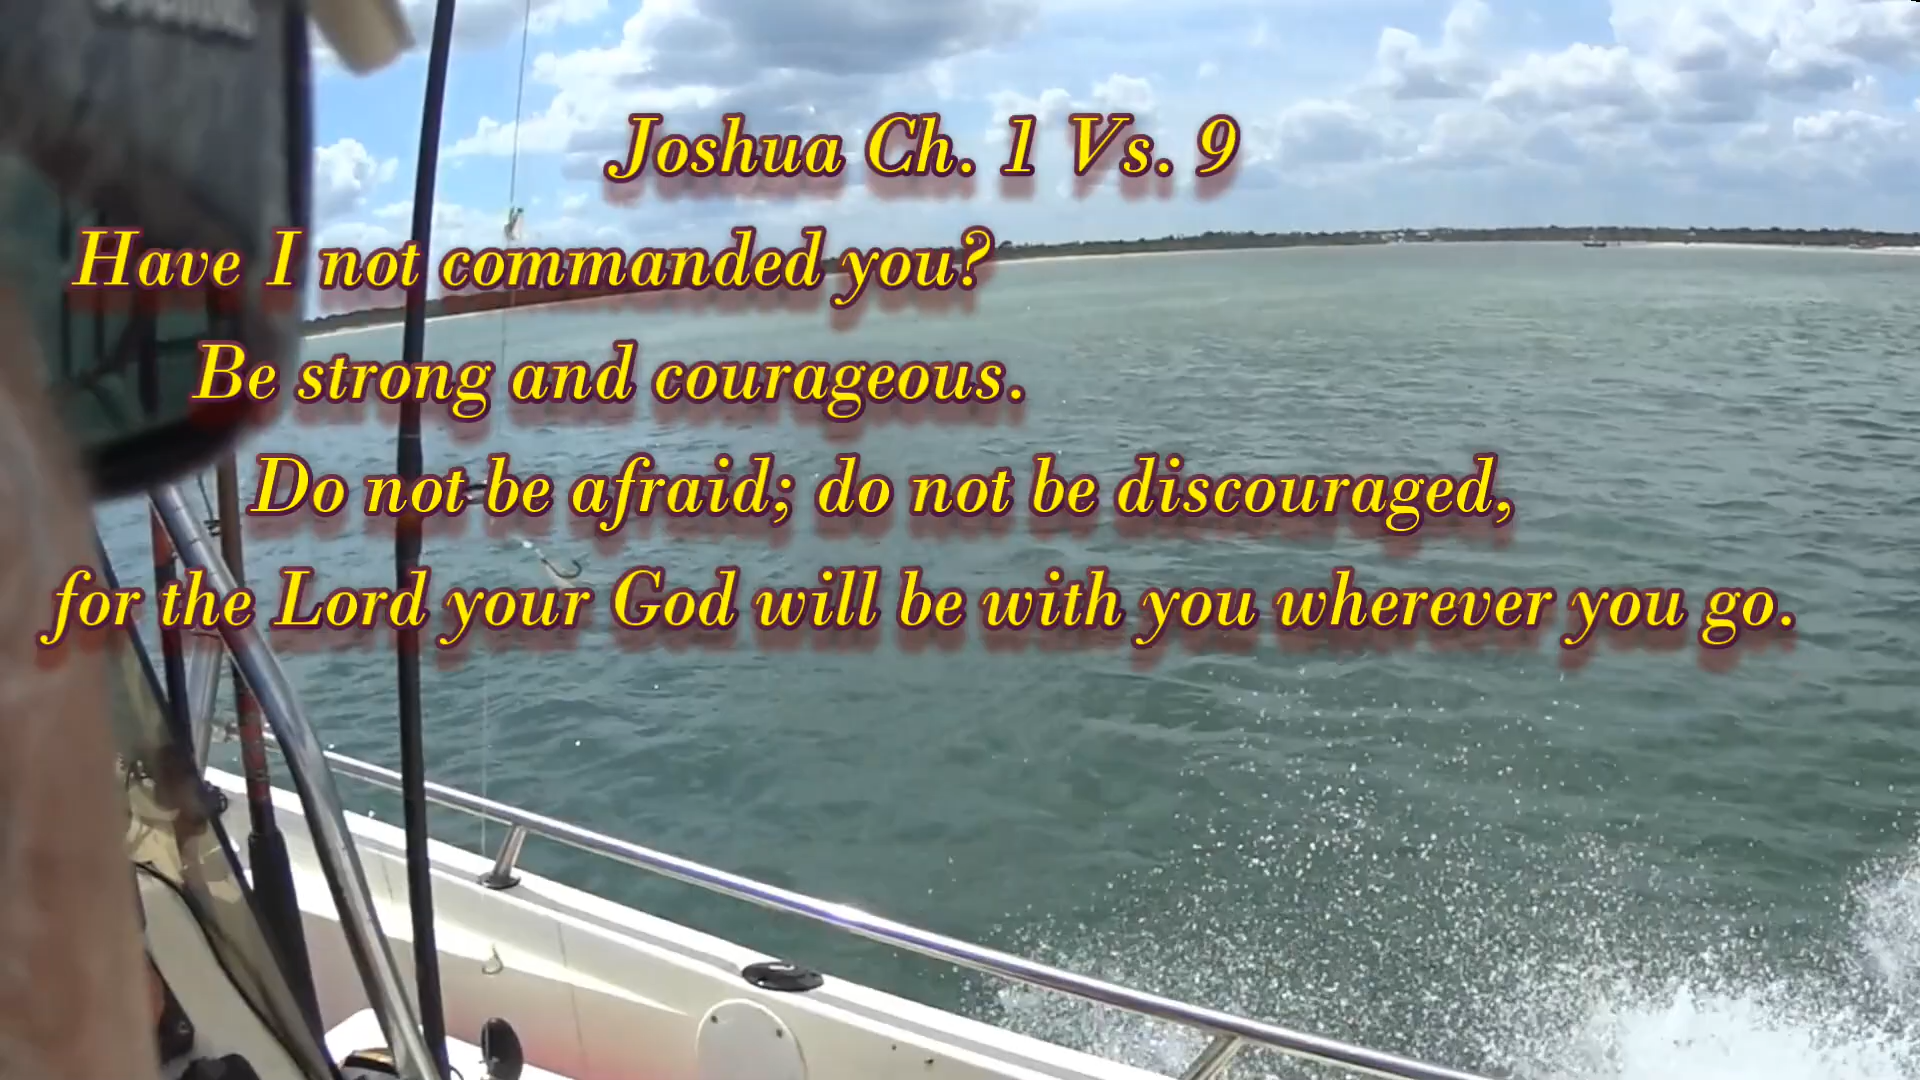 Joshua Ch. 1 Vs. 9
Have I not commanded you?
Be strong and courageous.
Do not be afraid; do not be discouraged,
for the Lord your God will be with you wherever you go.